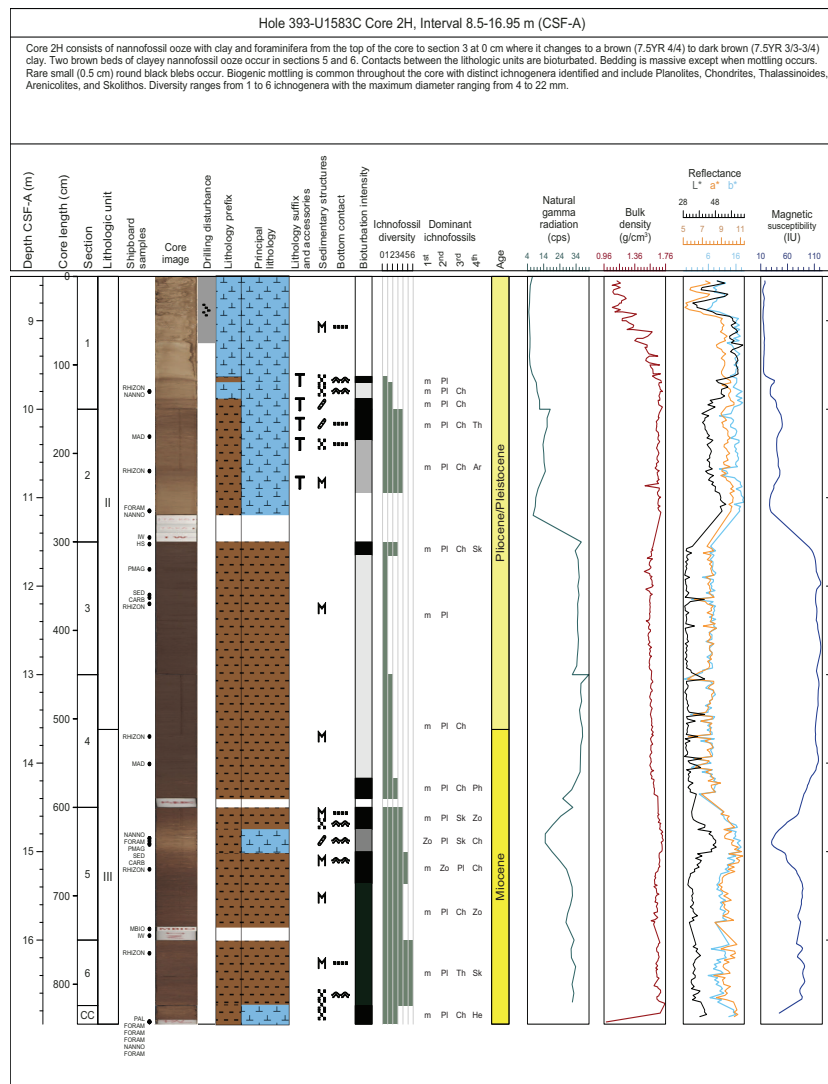 Hole 393-U1583C Core 2H, Interval 8.5-16.95 m (CSF-A)
Core 2H consists of nannofossil ooze with clay and foraminifera from the top of the core to section 3 at 0 cm where it changes to a brown (7.5YR 4/4) to dark brown (7.5YR 3/3-3/4)
clay. Two brown beds of clayey nannofossil ooze occur in sections 5 and 6. Contacts between the lithologic units are bioturbated. Bedding is massive except when mottling occurs.
Rare small (0.5 cm) round black blebs occur. Biogenic mottling is common throughout the core with distinct ichnogenera identified and include Planolites, Chondrites, Thalassinoides,
Arenicolites, and Skolithos. Diversity ranges from 1 to 6 ichnogenera with the maximum diameter ranging from 4 to 22 mm.
Depth CSF-A (m)
Core length (cm)
Section
Lithologic unit
Shipboard
samples
Core
image
Drilling disturbance
Lithology prefix
Principal
lithology
Lithology suffix
and accessories
Sedimentary structures
Bottom contact
Bioturbation intensity
Ichnofossil
diversity
0123456
Dominant
ichnofossils
1st 2nd 3rd 4th
Age
Natural
gamma
radiation
(cps)
4 14 24 34
Bulk
density
(g/cm³)
0.96 1.36 1.76
Reflectance
L* a* b*
28 48
5 7 9 11
6 16
Magnetic
susceptibility
(IU)
10 60 110
0
9
1
100
RHIZON
NANNO
m Pl
m Pl Ch
m Pl Ch
10
m Pl Ch Th
MAD
200
2
RHIZON
m Pl Ch Ar
11
II
FORAM
NANNO
IW
HS
300
m Pl Ch Sk
PMAG
12
SED
CARB
RHIZON
3
m Pl
400
Pliocene/Pleistocene
13
500
m Pl Ch
4
RHIZON
14
MAD
m Pl Ch Ph
600
m Pl Sk Zo
NANNO
FORAM
PMAG
SED
CARB
RHIZON
15
Zo Pl Sk Ch
m Zo Pl Ch
5
III
700
m Pl Ch Zo
Miocene
MBIO
IW
16
RHIZON
6
m Pl Th Sk
800
CC
m Pl Ch He
PAL
FORAM
FORAM
FORAM
NANNO
FORAM